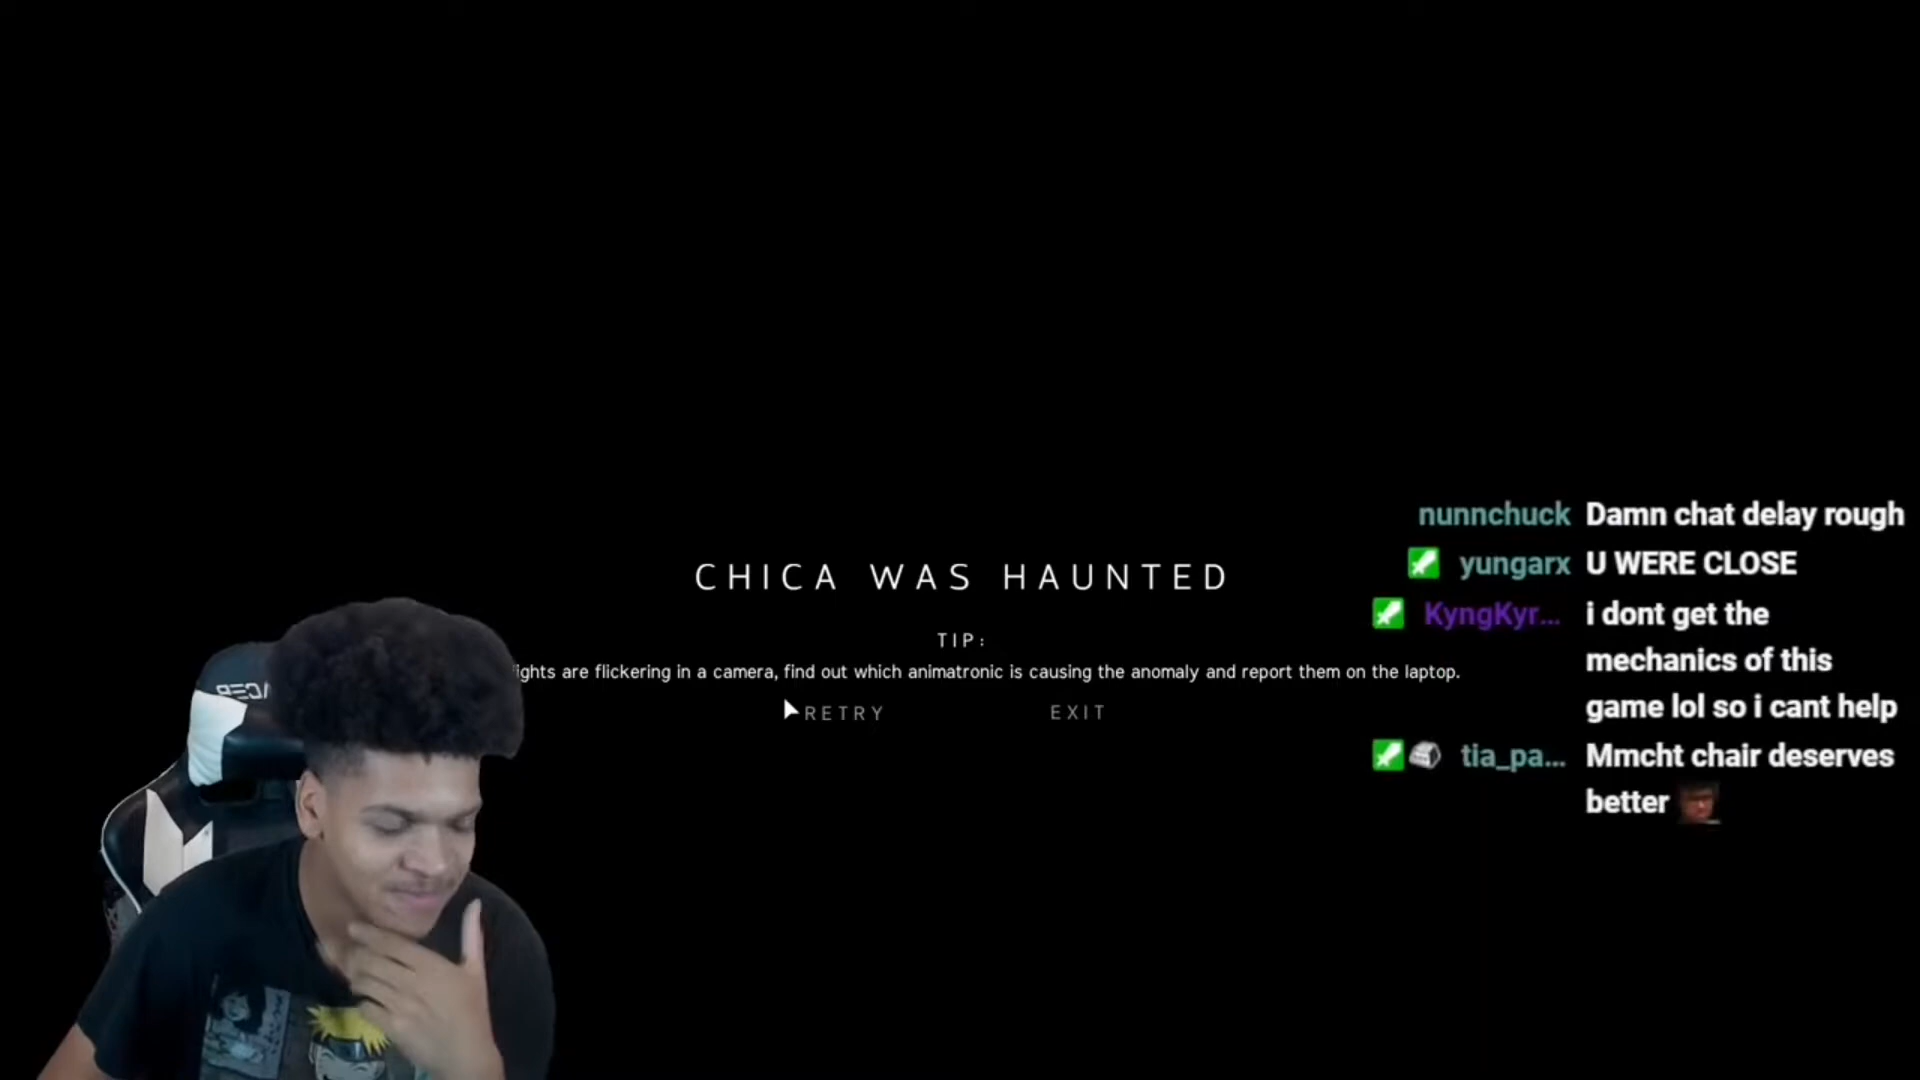 CHICA WAS HAUNTED
TIP:
ights are flickering in a camera, find out which animatronic is causing the anomaly and report them on the laptop.
RETRY
EXIT
nunnchuck Damn chat delay rough
yungarx U WERE CLOSE
KyngKyr... i dont get the
mechanics of this
game lol so i cant help
tia_pa... Mmcht chair deserves
better